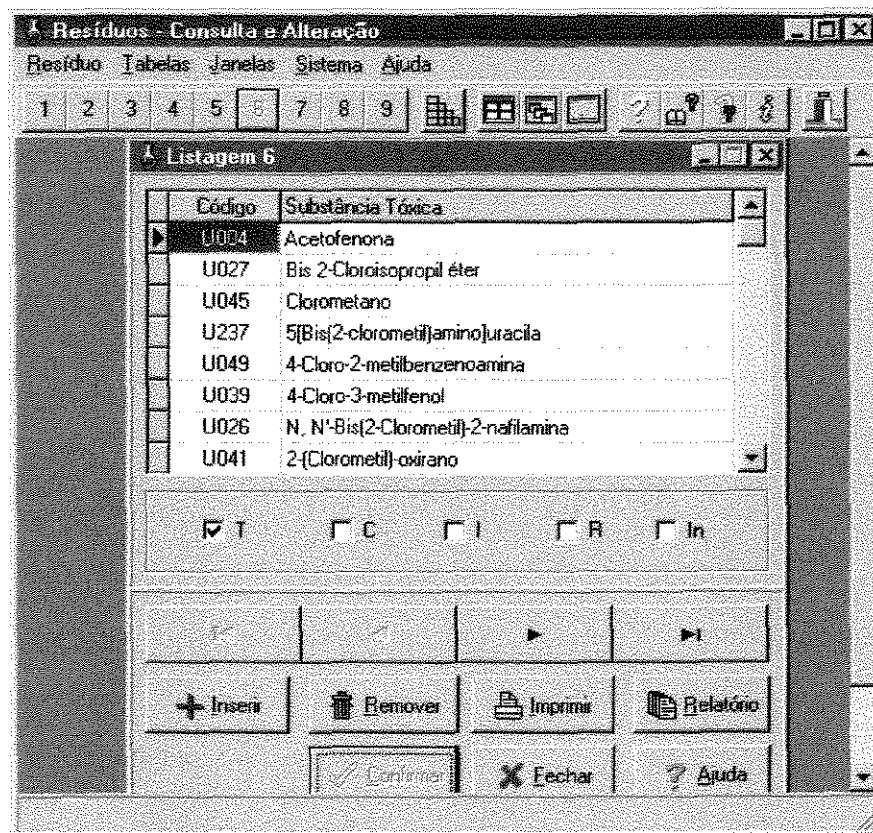 Resíduos - Consulta e Alteração
Resíduo Tabelas Janelas Sistema Ajuda
1 2 3 4 5 6 7 8 9
Listagem 6
Código Substância Tóxica
U004 Acetofenona
U027 Bis 2-Cloroisopropil éter
U045 Clorometano
U237 5[Bis(2-clorometil)amino]uracila
U049 4-Cloro-2-metilbenzenoamina
U039 4-Cloro-3-metilfenol
U026 N, N'-Bis(2-Clorometil)-2-nafilamina
U041 2-(Clorometil)-oxirano
T C I R In
Inserir Remover Imprimir Relatório
Confirmar Fechar Ajuda